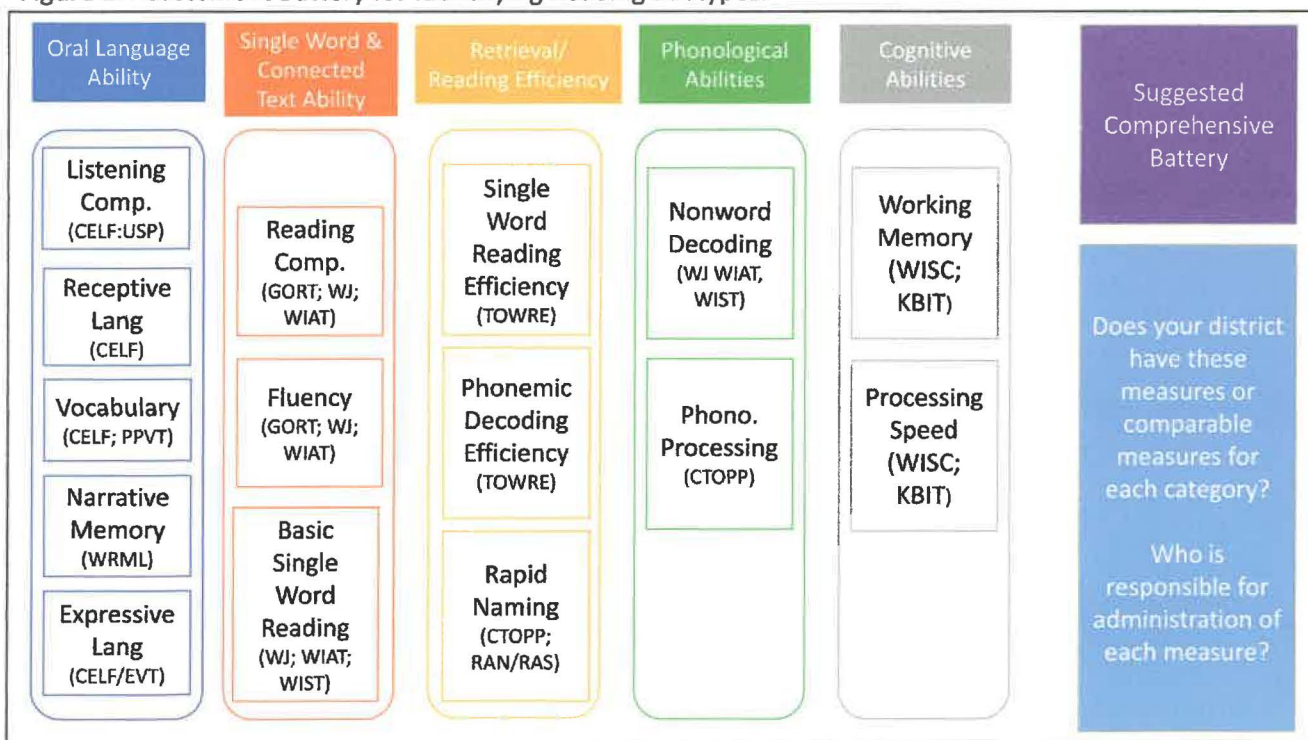 Oral Language
Ability
Listening
Comp.
(CELF:USP)
Receptive
Lang
(CELF)
Vocabulary
(CELF; PPVT)
Narrative
Memory
(WRML)
Expressive
Lang
(CELF/EVT)
Single Word &
Connected
Text Ability
Reading
Comp.
(GORT; WJ;
WIAT)
Fluency
(GORT; WJ;
WIAT)
Basic
Single
Word
Reading
(WJ; WIAT;
WIST)
Retrieval/
Reading Efficiency
Single
Word
Reading
Efficiency
(TOWRE)
Phonemic
Decoding
Efficiency
(TOWRE)
Rapid
Naming
(CTOPP;
RAN/RAS)
Phonological
Abilities
Nonword
Decoding
(WJ WIAT,
WIST)
Phono.
Processing
(CTOPP)
Cognitive
Abilities
Working
Memory
(WISC;
KBIT)
Processing
Speed
(WISC;
KBIT)
Suggested
Comprehensive
Battery
Does your district
have these
measures or
comparable
measures for
each category?
Who is
responsible for
administration of
each measure?